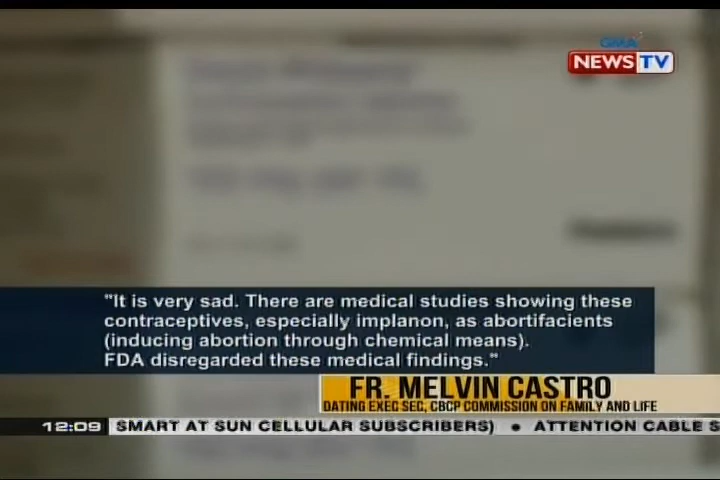 GMA
NEWS TV
"It is very sad. There are medical studies showing these
contraceptives, especially implanon, as abortifacients
(inducing abortion through chemical means).
FDA disregarded these medical findings."
FR. MELVIN CASTRO
DATING EXEC SEC, CBCP COMMISSION ON FAMILY AND LIFE
12:09 SMART AT SUN CELLULAR SUBSCRIBERS) • ATTENTION CABLE S